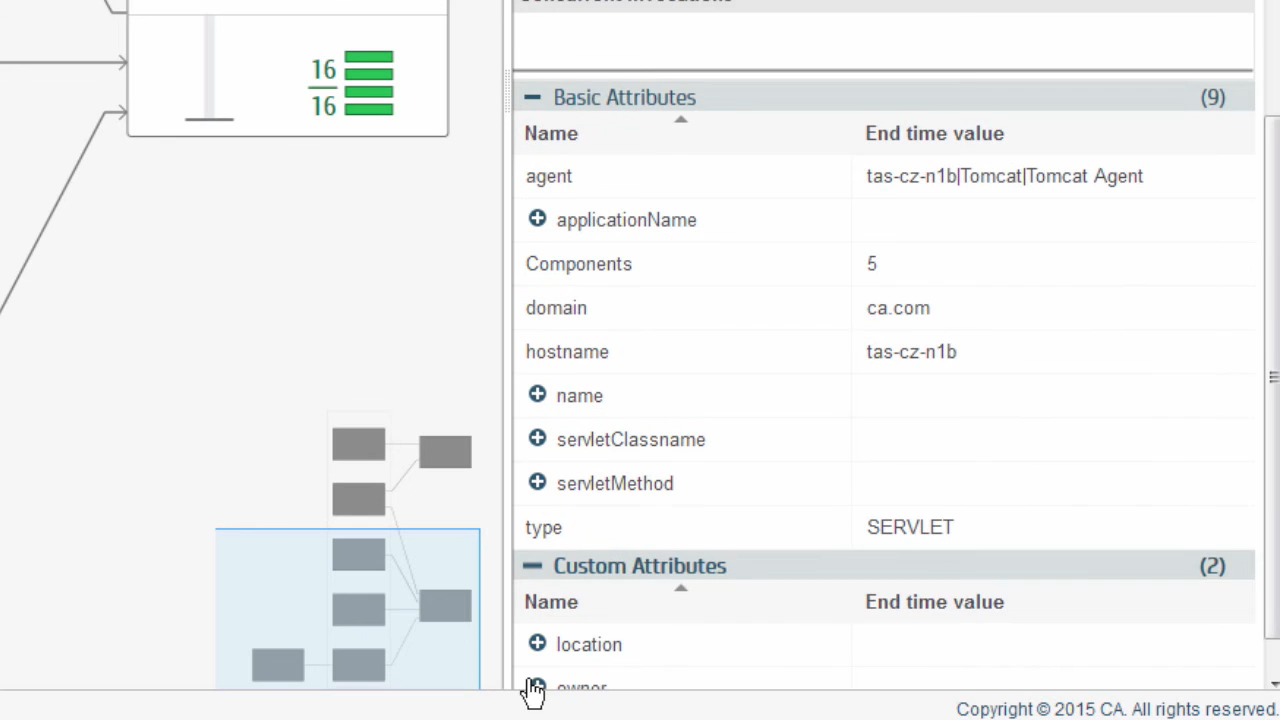 16
16
Basic Attributes (9)
Name End time value
agent tas-cz-n1b|Tomcat|Tomcat Agent
applicationName
Components 5
domain ca.com
hostname tas-cz-n1b
name
servletClassname
servletMethod
type SERVLET
Custom Attributes (2)
Name End time value
location
owner
Copyright © 2015 CA. All rights reserved.